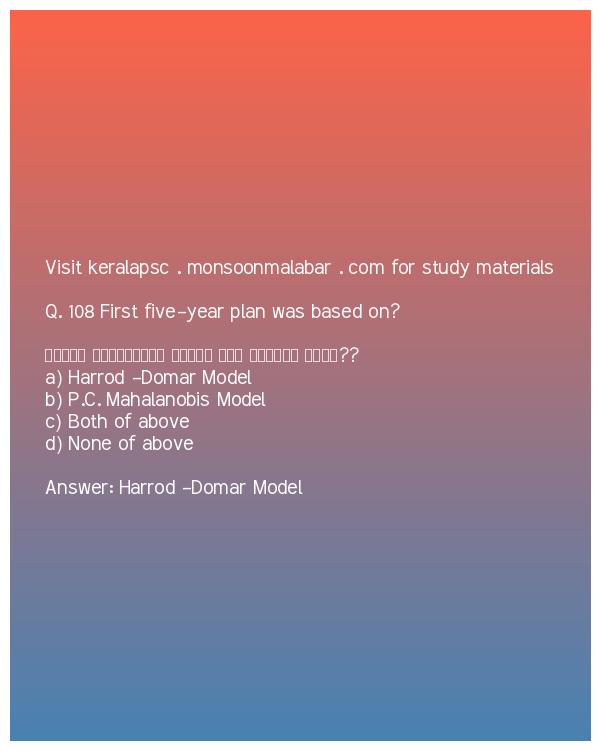 Visit keralapsc . monsoonmalabar . com for study materials
Q. 108 First five-year plan was based on?
??
a) Harrod -Domar Model
b) P.C. Mahalanobis Model
c) Both of above
d) None of above
Answer: Harrod -Domar Model